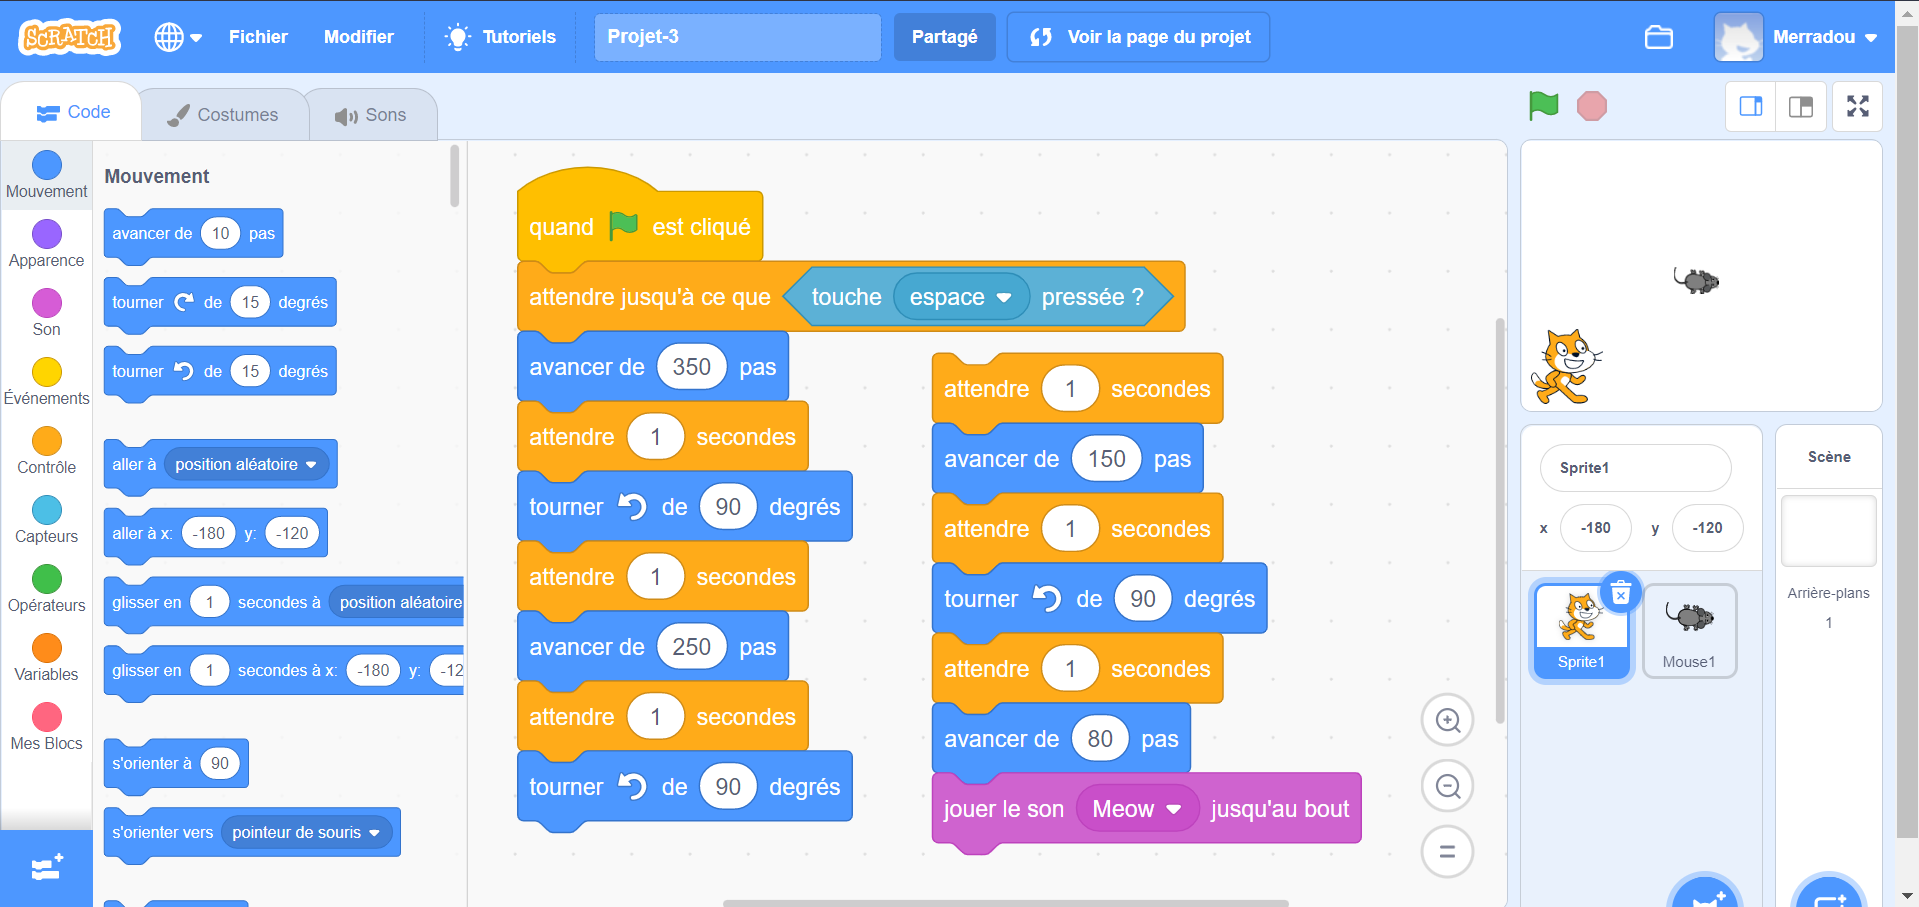 SCRATCH
Fichier
Modifier
Tutoriels
Projet-3
Partagé
Voir la page du projet
Merradou
Code
Costumes
Sons
Mouvement
Apparence
Son
Événements
Contrôle
Capteurs
Opérateurs
Variables
Mes Blocs
Mouvement
avancer de 10 pas
tourner de 15 degrés
tourner de 15 degrés
aller à position aléatoire
aller à x: -180 y: -120
glisser en 1 secondes à position aléatoire
glisser en 1 secondes à x: -180 y: -12
s'orienter à 90
s'orienter vers pointeur de souris
quand est cliqué
attendre jusqu'à ce que touche espace pressée ?
avancer de 350 pas
attendre 1 secondes
tourner de 90 degrés
attendre 1 secondes
avancer de 250 pas
attendre 1 secondes
tourner de 90 degrés
attendre 1 secondes
avancer de 150 pas
attendre 1 secondes
tourner de 90 degrés
attendre 1 secondes
avancer de 80 pas
jouer le son Meow jusqu'au bout
Sprite1
x -180 y -120
Sprite1
Mouse1
Scène
Arrière-plans
1